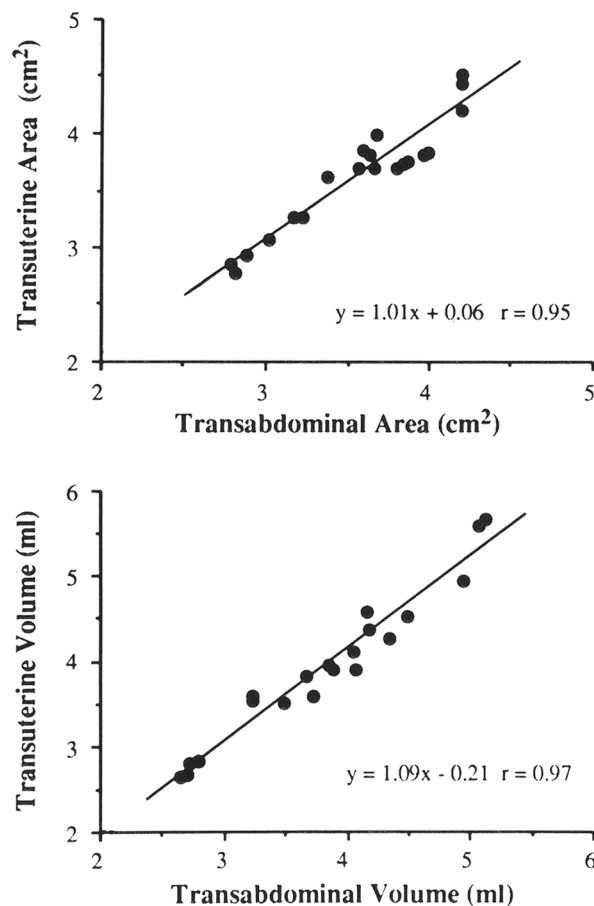 5
4
3
2
Transuterine Area (cm²)
y = 1.01x + 0.06 r = 0.95
2 3 4 5
Transabdominal Area (cm²)
6
5
4
3
2
Transuterine Volume (ml)
y = 1.09x - 0.21 r = 0.97
2 3 4 5 6
Transabdominal Volume (ml)